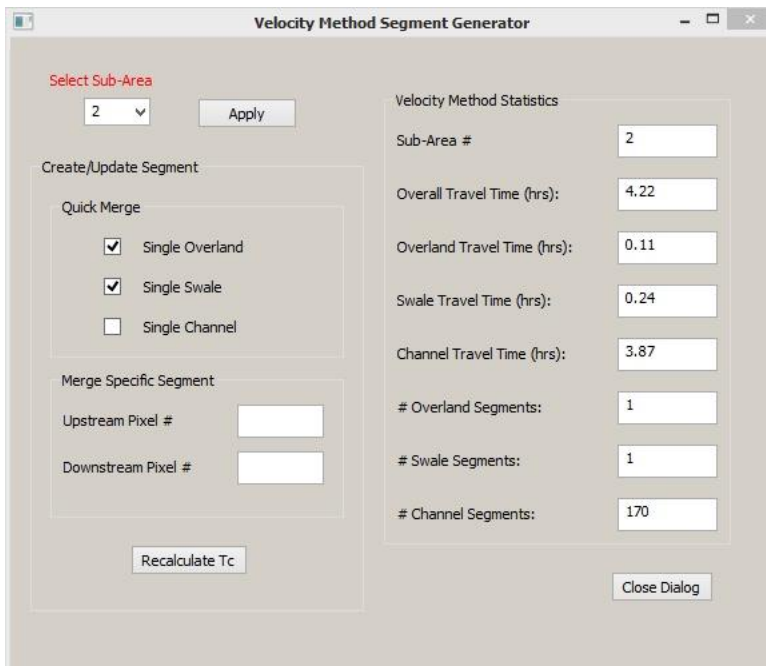 Velocity Method Segment Generator
Select Sub-Area
2
Apply
Create/Update Segment
Quick Merge
Single Overland
Single Swale
Single Channel
Merge Specific Segment
Upstream Pixel #
Downstream Pixel #
Recalculate Tc
Velocity Method Statistics
Sub-Area # 2
Overall Travel Time (hrs): 4.22
Overland Travel Time (hrs): 0.11
Swale Travel Time (hrs): 0.24
Channel Travel Time (hrs): 3.87
# Overland Segments: 1
# Swale Segments: 1
# Channel Segments: 170
Close Dialog